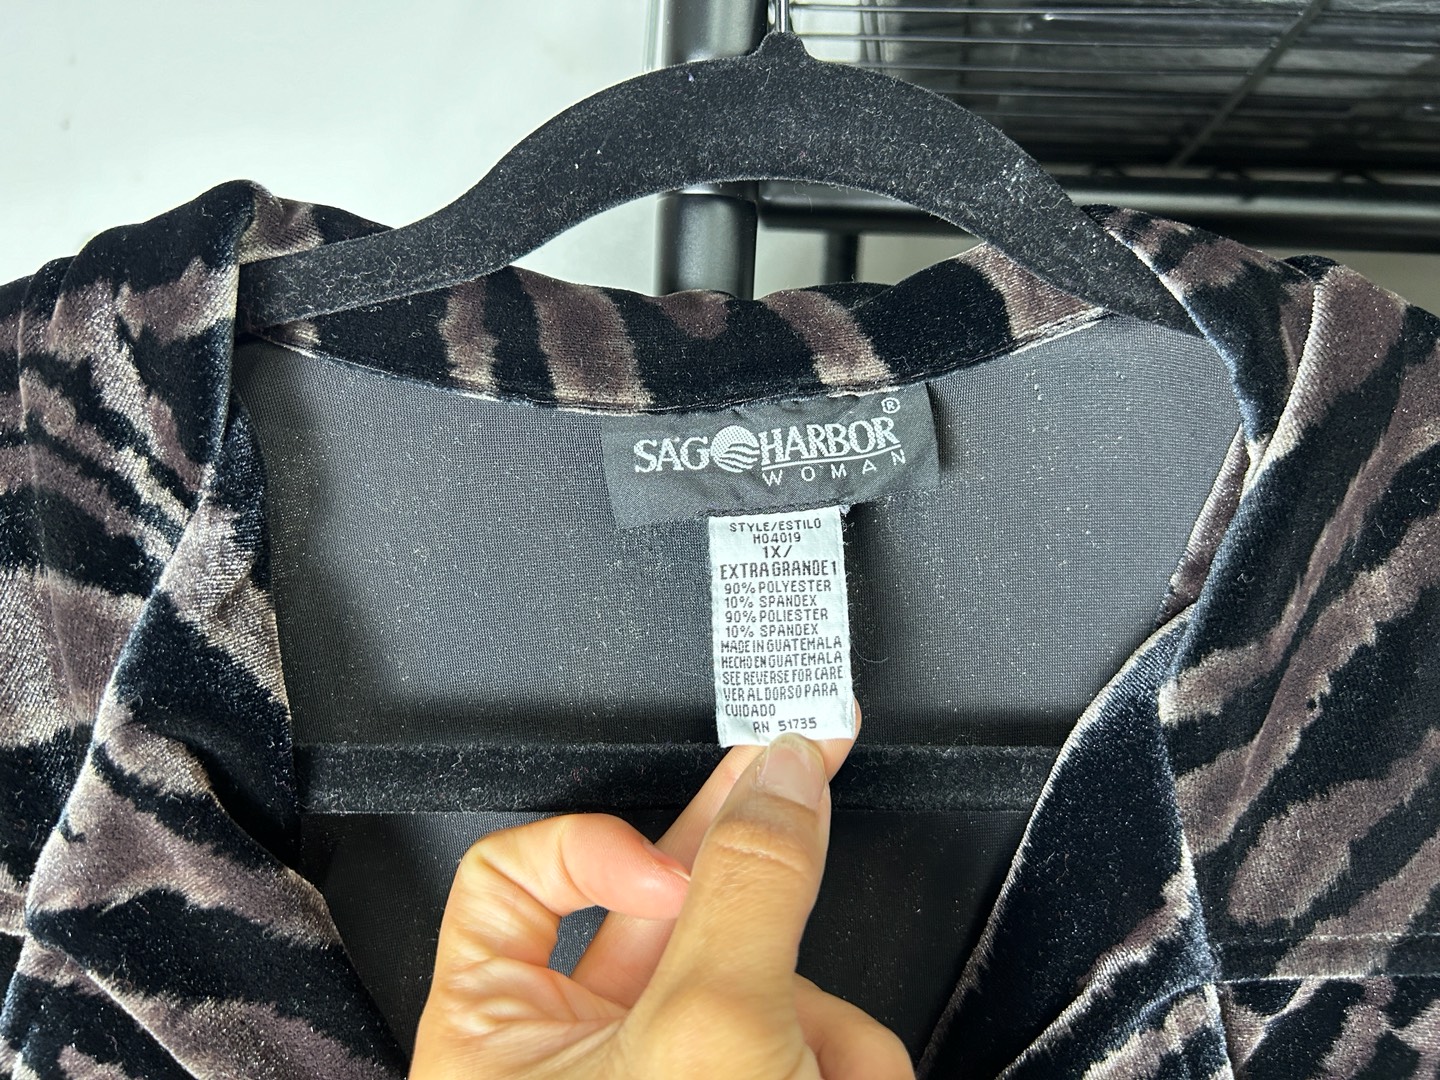 SAG HARBOR®
WOMAN
STYLE/ESTILO
H04019
1X/
EXTRA GRANDE 1
90% POLYESTER
10% SPANDEX
90% POLIESTER
10% SPANDEX
MADE IN GUATEMALA
HECHO EN GUATEMALA
SEE REVERSE FOR CARE
VER AL DORSO PARA
CUIDADO
RN 51735